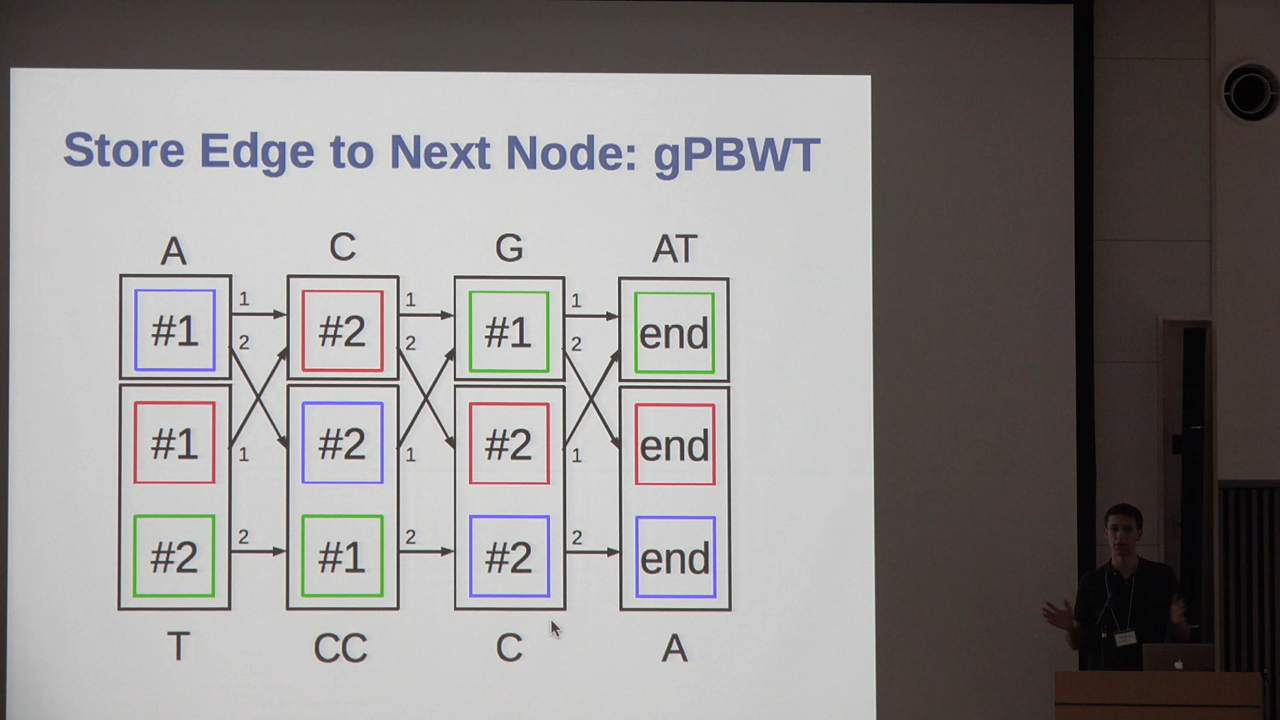 Store Edge to Next Node: gPBWT
A C G AT
#1 1 #2 1 #1 1 end
2 2 2
#1 1 #2 1 #2 1 end
#2 2 #1 2 #2 2 end
T CC C A